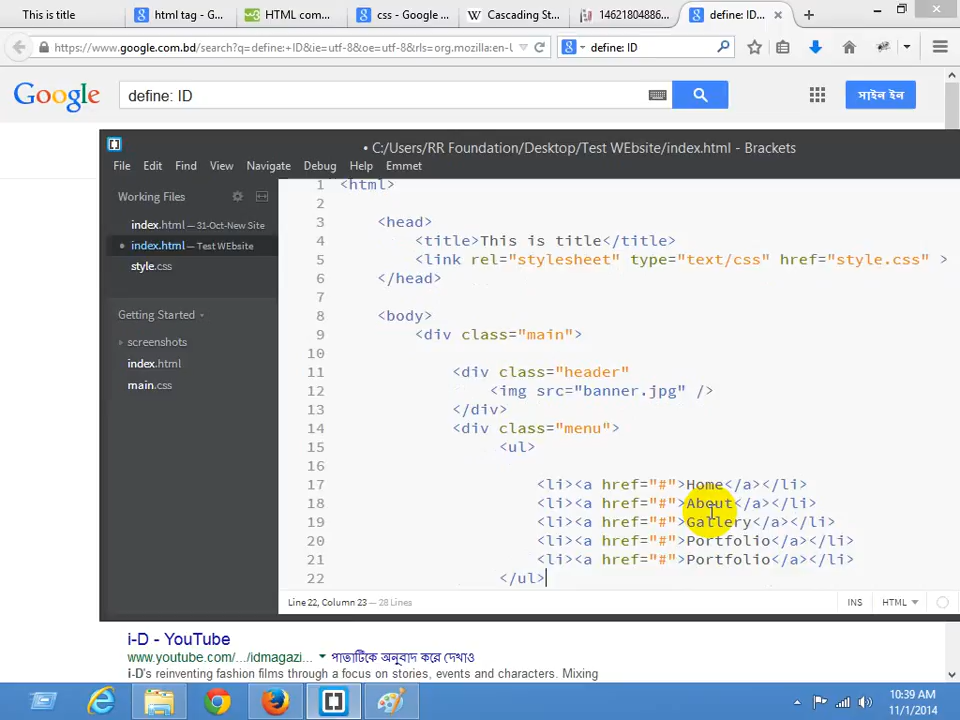 This is title
html tag - G...
HTML com...
css - Google ...
Cascading St...
14621804886...
define: ID...
https://www.google.com.bd/search?q=define:+ID&ie=utf-8&oe=utf-8&rls=org.mozilla:en-U
define: ID
Google
define: ID
সাইন ইন
• C:/Users/RR Foundation/Desktop/Test WEbsite/index.html - Brackets
File Edit Find View Navigate Debug Help Emmet
Working Files
index.html — 31-Oct-New Site
• index.html — Test WEbsite
style.css
Getting Started
screenshots
index.html
main.css
1 <html>
2
3 <head>
4 <title>This is title</title>
5 <link rel="stylesheet" type="text/css" href="style.css" >
6 </head>
7
8 <body>
9 <div class="main">
10
11 <div class="header"
12 <img src="banner.jpg" />
13 </div>
14 <div class="menu">
15 <ul>
16
17 <li><a href="#">Home</a></li>
18 <li><a href="#">About</a></li>
19 <li><a href="#">Gallery</a></li>
20 <li><a href="#">Portfolio</a></li>
21 <li><a href="#">Portfolio</a></li>
22 </ul>
Line 22, Column 23 — 28 Lines
INS HTML
i-D - YouTube
www.youtube.com/.../idmagazi... পাতাটিকে অনুবাদ করে দেখাও
i-D's reinventing fashion films through a focus on stories, events and characters. Mixing
10:39 AM
11/1/2014